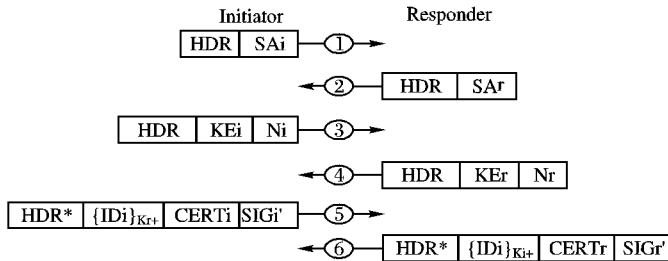 Initiator Responder
HDR SAi ①
② HDR SAr
HDR KEi Ni ③
④ HDR KEr Nr
HDR* {IDi}Kr+ CERTi SIGi' ⑤
⑥ HDR* {IDi}Ki+ CERTr SIGr'